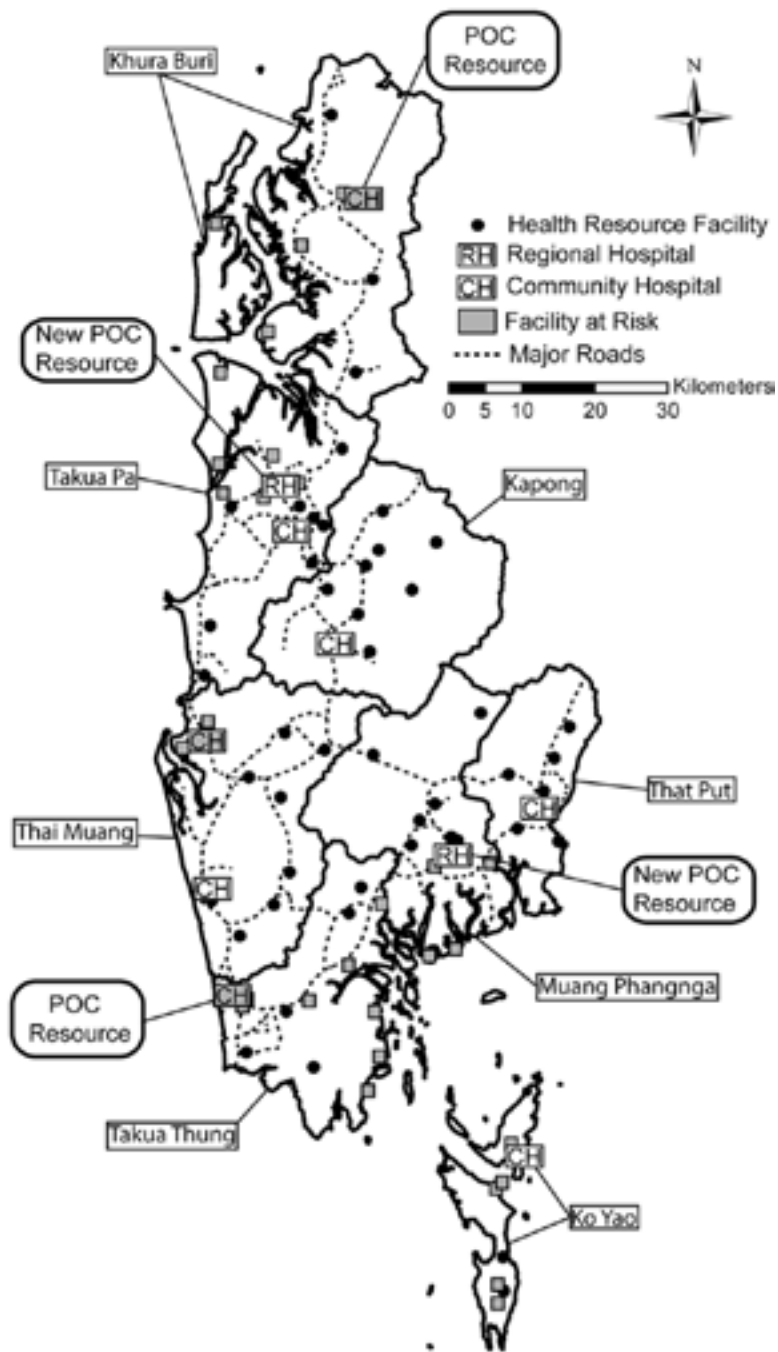 Khura Buri
POC
Resource
N
Health Resource Facility
RH Regional Hospital
CH Community Hospital
Facility at Risk
Major Roads
Kilometers
0 5 10 20 30
CH
New POC
Resource
Takua Pa
RH
CH
Kapong
CH
CH
That Put
CH
Thai Muang
RH
CH
New POC
Resource
Muang Phangnga
POC
Resource
CH
Takua Thung
CH
Ko Yao